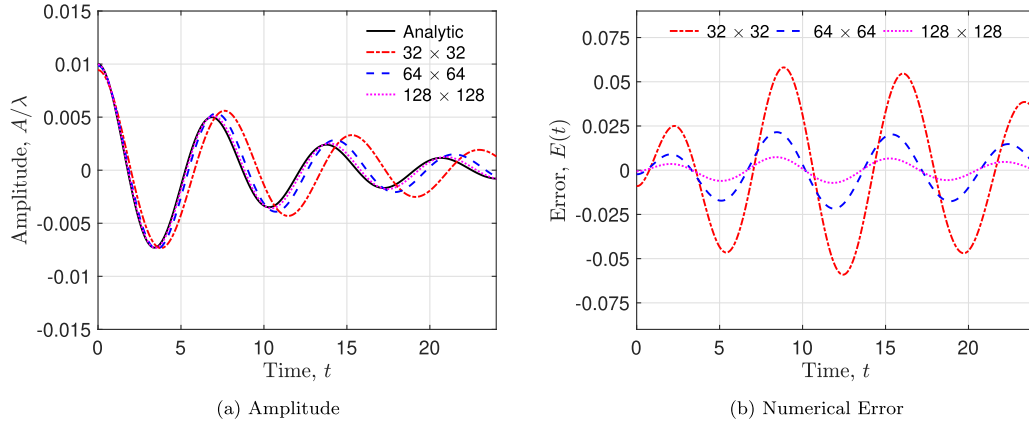 0.015
0.010
0.005
0
-0.005
-0.01
-0.015
Amplitude, A/λ
Analytic
32 × 32
64 × 64
128 × 128
0 5 10 15 20
Time, t
(a) Amplitude
0.075
0.05
0.025
0
-0.025
-0.05
-0.075
Error, E(t)
32 × 32 64 × 64 128 × 128
0 5 10 15 20
Time, t
(b) Numerical Error